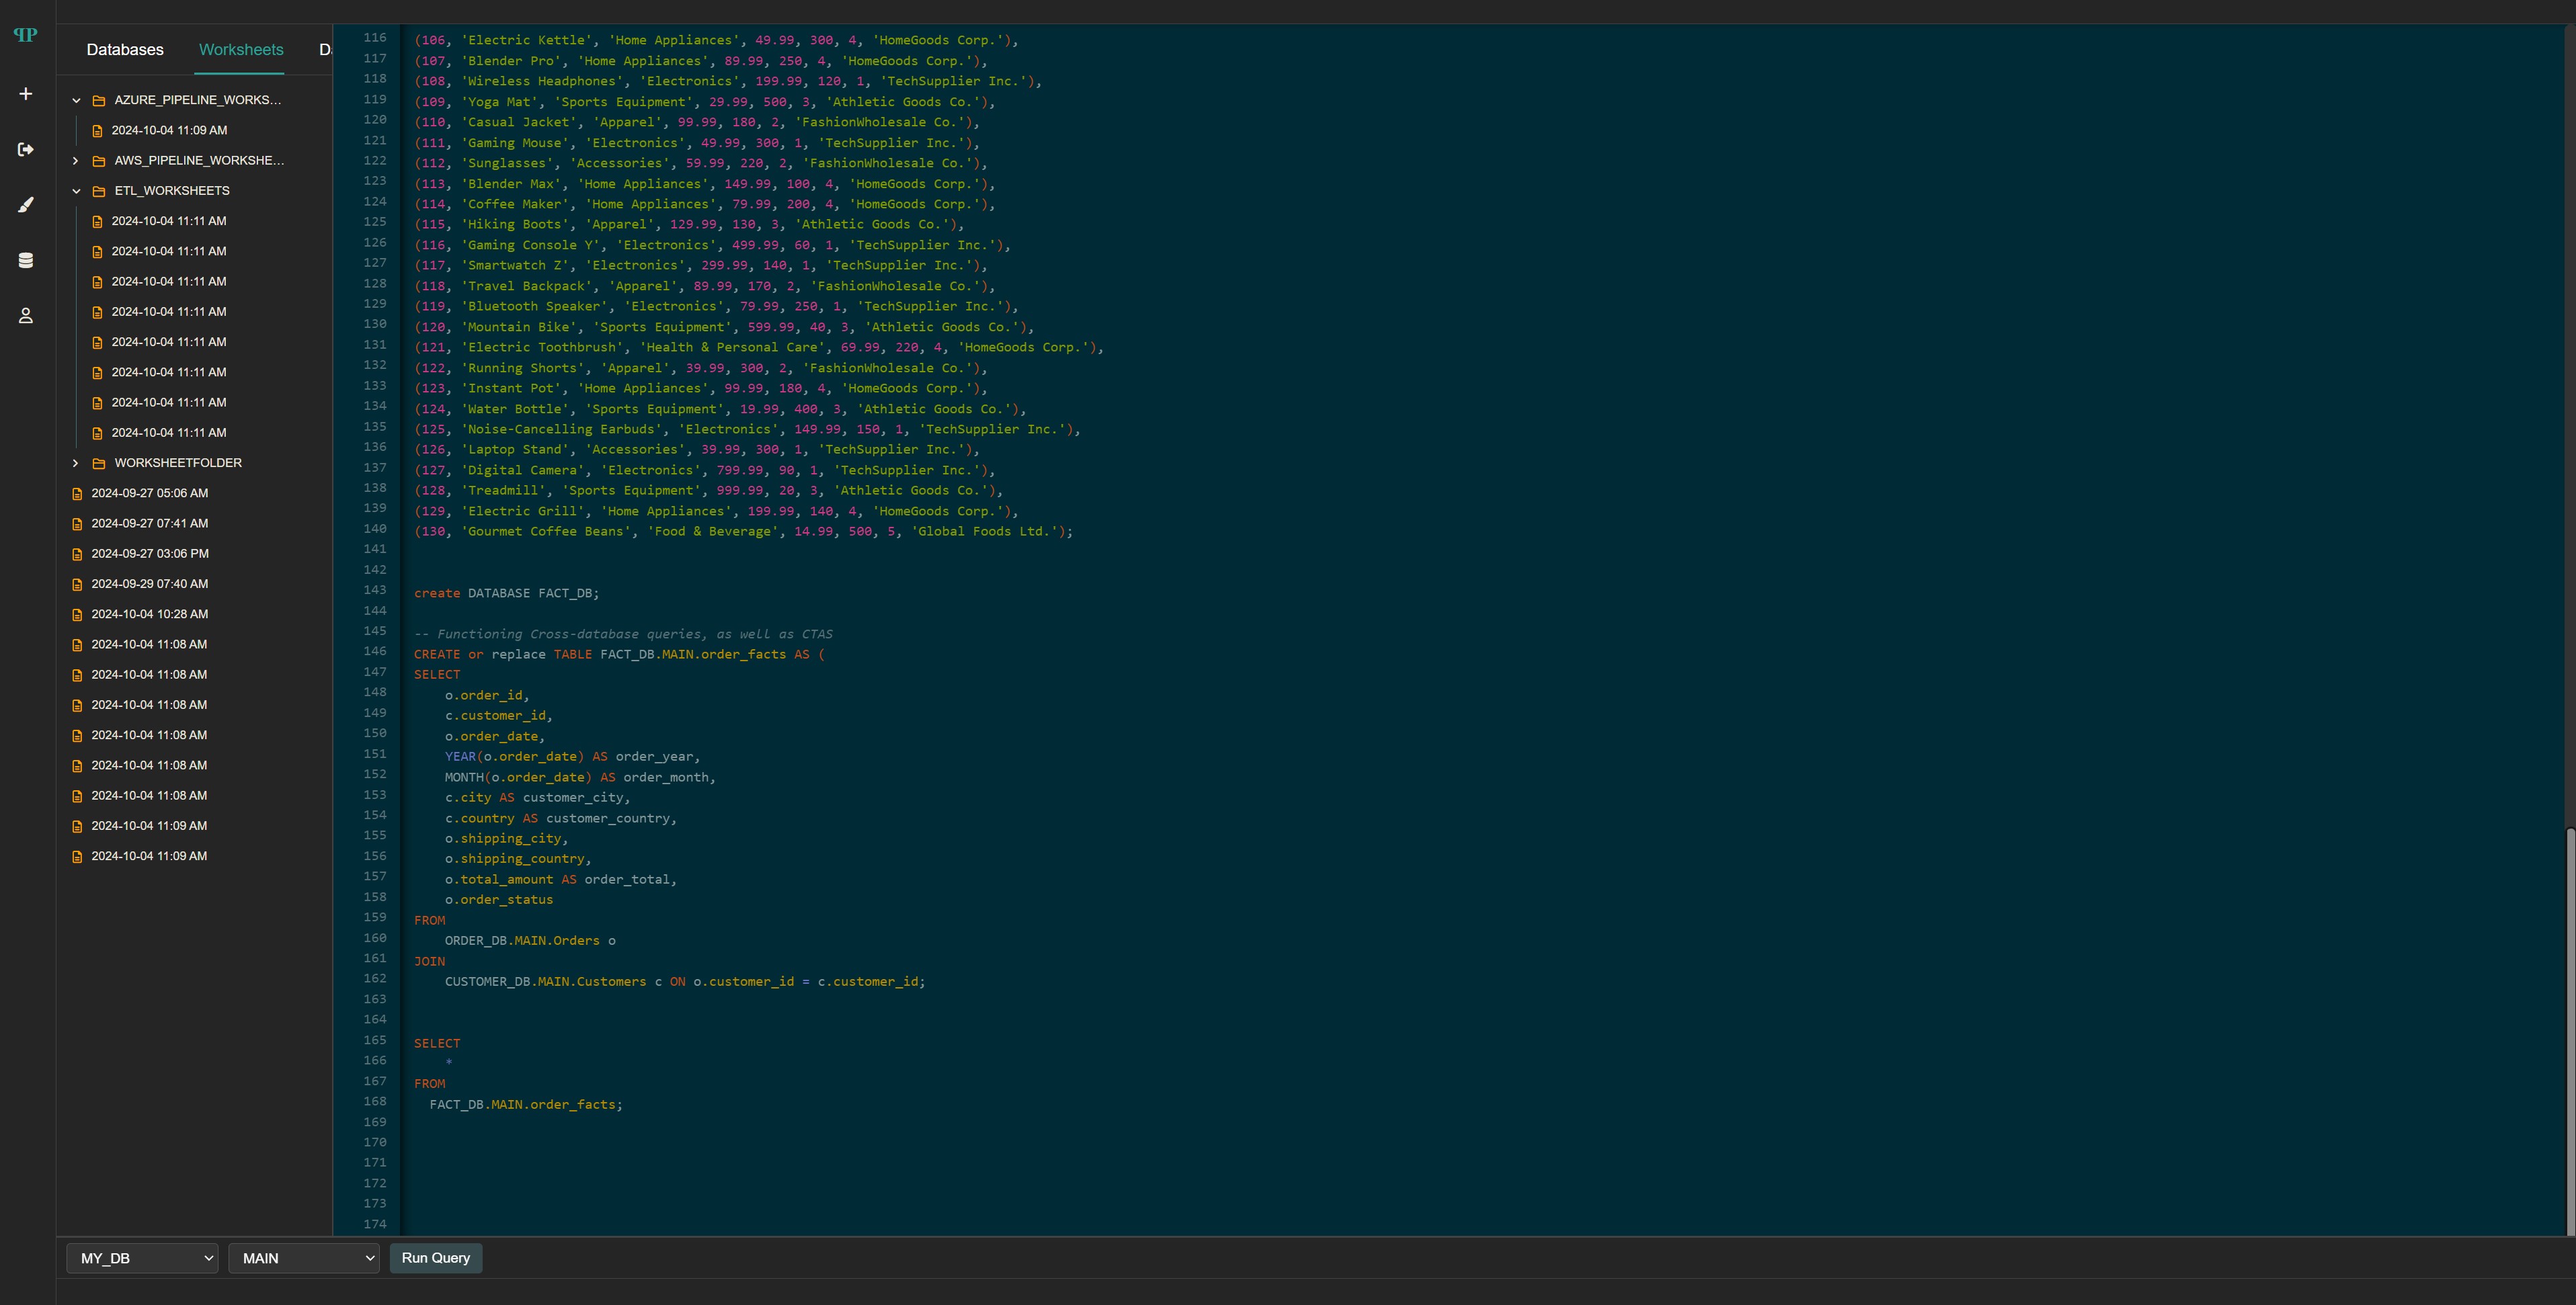 Databases Worksheets Da
AZURE_PIPELINE_WORKS...
2024-10-04 11:09 AM
AWS_PIPELINE_WORKSHE...
ETL_WORKSHEETS
2024-10-04 11:11 AM
2024-10-04 11:11 AM
2024-10-04 11:11 AM
2024-10-04 11:11 AM
2024-10-04 11:11 AM
2024-10-04 11:11 AM
2024-10-04 11:11 AM
2024-10-04 11:11 AM
WORKSHEETFOLDER
2024-09-27 05:06 AM
2024-09-27 07:41 AM
2024-09-27 03:06 PM
2024-09-29 07:40 AM
2024-10-04 10:28 AM
2024-10-04 11:08 AM
2024-10-04 11:08 AM
2024-10-04 11:08 AM
2024-10-04 11:08 AM
2024-10-04 11:08 AM
2024-10-04 11:08 AM
2024-10-04 11:09 AM
2024-10-04 11:09 AM
116 (106, 'Electric Kettle', 'Home Appliances', 49.99, 300, 4, 'HomeGoods Corp.'),
117 (107, 'Blender Pro', 'Home Appliances', 89.99, 250, 4, 'HomeGoods Corp.'),
118 (108, 'Wireless Headphones', 'Electronics', 199.99, 120, 1, 'TechSupplier Inc.'),
119 (109, 'Yoga Mat', 'Sports Equipment', 29.99, 500, 3, 'Athletic Goods Co.'),
120 (110, 'Casual Jacket', 'Apparel', 99.99, 180, 2, 'FashionWholesale Co.'),
121 (111, 'Gaming Mouse', 'Electronics', 49.99, 300, 1, 'TechSupplier Inc.'),
122 (112, 'Sunglasses', 'Accessories', 59.99, 220, 2, 'FashionWholesale Co.'),
123 (113, 'Blender Max', 'Home Appliances', 149.99, 100, 4, 'HomeGoods Corp.'),
124 (114, 'Coffee Maker', 'Home Appliances', 79.99, 200, 4, 'HomeGoods Corp.'),
125 (115, 'Hiking Boots', 'Apparel', 129.99, 130, 3, 'Athletic Goods Co.'),
126 (116, 'Gaming Console Y', 'Electronics', 499.99, 60, 1, 'TechSupplier Inc.'),
127 (117, 'Smartwatch Z', 'Electronics', 299.99, 140, 1, 'TechSupplier Inc.'),
128 (118, 'Travel Backpack', 'Apparel', 89.99, 170, 2, 'FashionWholesale Co.'),
129 (119, 'Bluetooth Speaker', 'Electronics', 79.99, 250, 1, 'TechSupplier Inc.'),
130 (120, 'Mountain Bike', 'Sports Equipment', 599.99, 40, 3, 'Athletic Goods Co.'),
131 (121, 'Electric Toothbrush', 'Health & Personal Care', 69.99, 220, 4, 'HomeGoods Corp.'),
132 (122, 'Running Shorts', 'Apparel', 39.99, 300, 2, 'FashionWholesale Co.'),
133 (123, 'Instant Pot', 'Home Appliances', 99.99, 180, 4, 'HomeGoods Corp.'),
134 (124, 'Water Bottle', 'Sports Equipment', 19.99, 400, 3, 'Athletic Goods Co.'),
135 (125, 'Noise-Cancelling Earbuds', 'Electronics', 149.99, 150, 1, 'TechSupplier Inc.'),
136 (126, 'Laptop Stand', 'Accessories', 39.99, 300, 1, 'TechSupplier Inc.'),
137 (127, 'Digital Camera', 'Electronics', 799.99, 90, 1, 'TechSupplier Inc.'),
138 (128, 'Treadmill', 'Sports Equipment', 999.99, 20, 3, 'Athletic Goods Co.'),
139 (129, 'Electric Grill', 'Home Appliances', 199.99, 140, 4, 'HomeGoods Corp.'),
140 (130, 'Gourmet Coffee Beans', 'Food & Beverage', 14.99, 500, 5, 'Global Foods Ltd.');
141
142
143 create DATABASE FACT_DB;
144
145 -- Functioning Cross-database queries, as well as CTAS
146 CREATE or replace TABLE FACT_DB.MAIN.order_facts AS (
147 SELECT
148 o.order_id,
149 c.customer_id,
150 o.order_date,
151 YEAR(o.order_date) AS order_year,
152 MONTH(o.order_date) AS order_month,
153 c.city AS customer_city,
154 c.country AS customer_country,
155 o.shipping_city,
156 o.shipping_country,
157 o.total_amount AS order_total,
158 o.order_status
159 FROM
160 ORDER_DB.MAIN.Orders o
161 JOIN
162 CUSTOMER_DB.MAIN.Customers c ON o.customer_id = c.customer_id;
163
164
165 SELECT
166 *
167 FROM
168 FACT_DB.MAIN.order_facts;
169
170
171
172
173
174
MY_DB MAIN Run Query